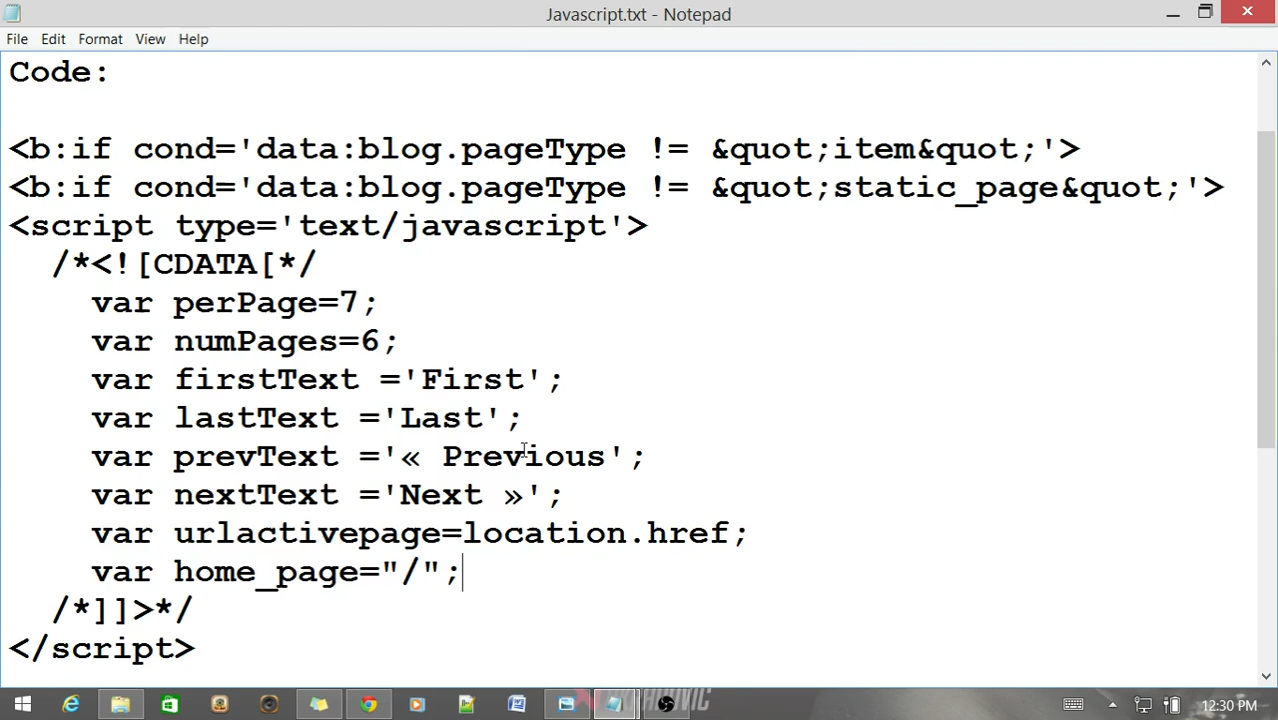 Javascript.txt - Notepad
File Edit Format View Help
Code:
<b:if cond='data:blog.pageType != &quot;item&quot;'>
<b:if cond='data:blog.pageType != &quot;static_page&quot;'>
<script type='text/javascript'>
/*<![CDATA[*/
var perPage=7;
var numPages=6;
var firstText ='First';
var lastText ='Last';
var prevText ='« Previous';
var nextText ='Next »';
var urlactivepage=location.href;
var home_page="/";
/*]]>*/
</script>
12:30 PM